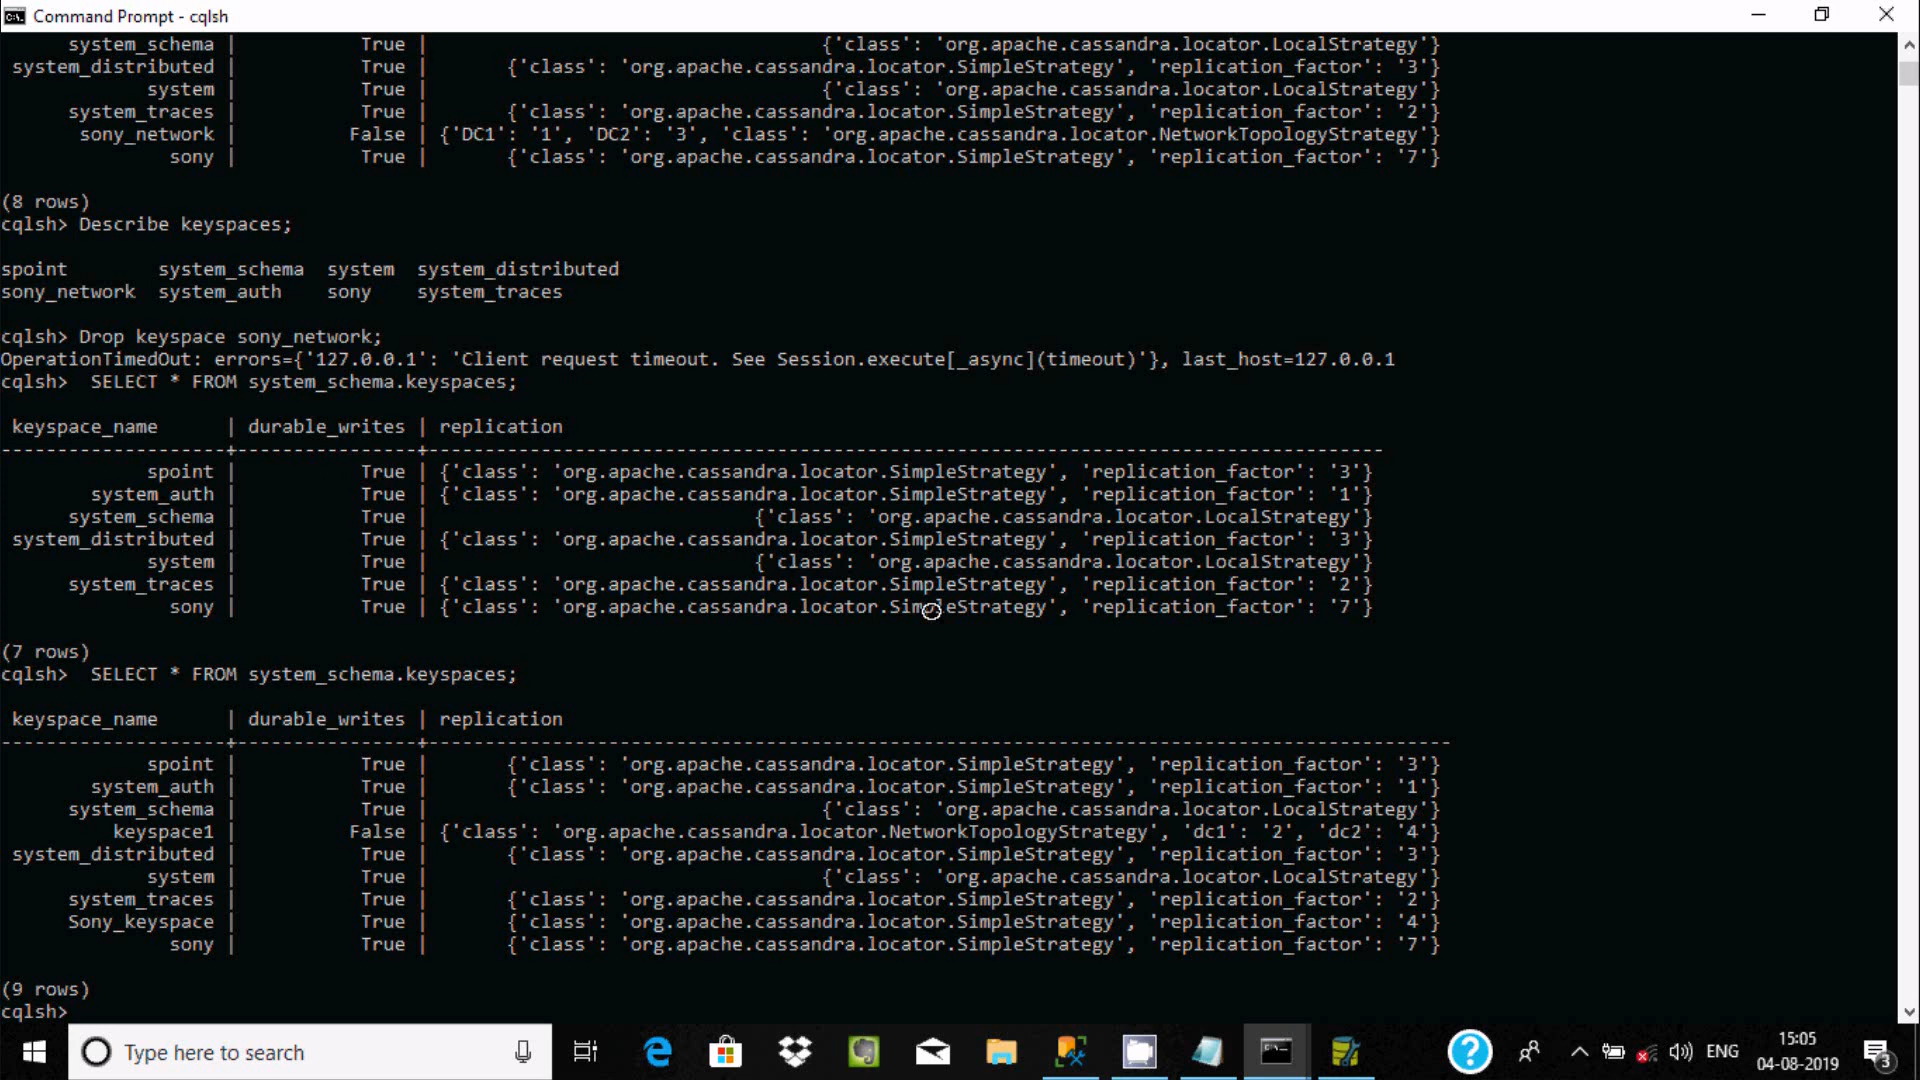 Command Prompt - cqlsh
system_schema | True | {'class': 'org.apache.cassandra.locator.LocalStrategy'}
system_distributed | True | {'class': 'org.apache.cassandra.locator.SimpleStrategy', 'replication_factor': '3'}
system | True | {'class': 'org.apache.cassandra.locator.LocalStrategy'}
system_traces | True | {'class': 'org.apache.cassandra.locator.SimpleStrategy', 'replication_factor': '2'}
sony_network | False | {'DC1': '1', 'DC2': '3', 'class': 'org.apache.cassandra.locator.NetworkTopologyStrategy'}
sony | True | {'class': 'org.apache.cassandra.locator.SimpleStrategy', 'replication_factor': '7'}
(8 rows)
cqlsh> Describe keyspaces;
spoint system_schema system system_distributed
sony_network system_auth sony system_traces
cqlsh> Drop keyspace sony_network;
OperationTimedOut: errors={'127.0.0.1': 'Client request timeout. See Session.execute[_async](timeout)'}, last_host=127.0.0.1
cqlsh> SELECT * FROM system_schema.keyspaces;
keyspace_name | durable_writes | replication
spoint | True | {'class': 'org.apache.cassandra.locator.SimpleStrategy', 'replication_factor': '3'}
system_auth | True | {'class': 'org.apache.cassandra.locator.SimpleStrategy', 'replication_factor': '1'}
system_schema | True | {'class': 'org.apache.cassandra.locator.LocalStrategy'}
system_distributed | True | {'class': 'org.apache.cassandra.locator.SimpleStrategy', 'replication_factor': '3'}
system | True | {'class': 'org.apache.cassandra.locator.LocalStrategy'}
system_traces | True | {'class': 'org.apache.cassandra.locator.SimpleStrategy', 'replication_factor': '2'}
sony | True | {'class': 'org.apache.cassandra.locator.SimpleStrategy', 'replication_factor': '7'}
(7 rows)
cqlsh> SELECT * FROM system_schema.keyspaces;
keyspace_name | durable_writes | replication
spoint | True | {'class': 'org.apache.cassandra.locator.SimpleStrategy', 'replication_factor': '3'}
system_auth | True | {'class': 'org.apache.cassandra.locator.SimpleStrategy', 'replication_factor': '1'}
system_schema | True | {'class': 'org.apache.cassandra.locator.LocalStrategy'}
keyspace1 | False | {'class': 'org.apache.cassandra.locator.NetworkTopologyStrategy', 'dc1': '2', 'dc2': '4'}
system_distributed | True | {'class': 'org.apache.cassandra.locator.SimpleStrategy', 'replication_factor': '3'}
system | True | {'class': 'org.apache.cassandra.locator.LocalStrategy'}
system_traces | True | {'class': 'org.apache.cassandra.locator.SimpleStrategy', 'replication_factor': '2'}
Sony_keyspace | True | {'class': 'org.apache.cassandra.locator.SimpleStrategy', 'replication_factor': '4'}
sony | True | {'class': 'org.apache.cassandra.locator.SimpleStrategy', 'replication_factor': '7'}
(9 rows)
cqlsh>
Type here to search
ENG
15:05
04-08-2019
3